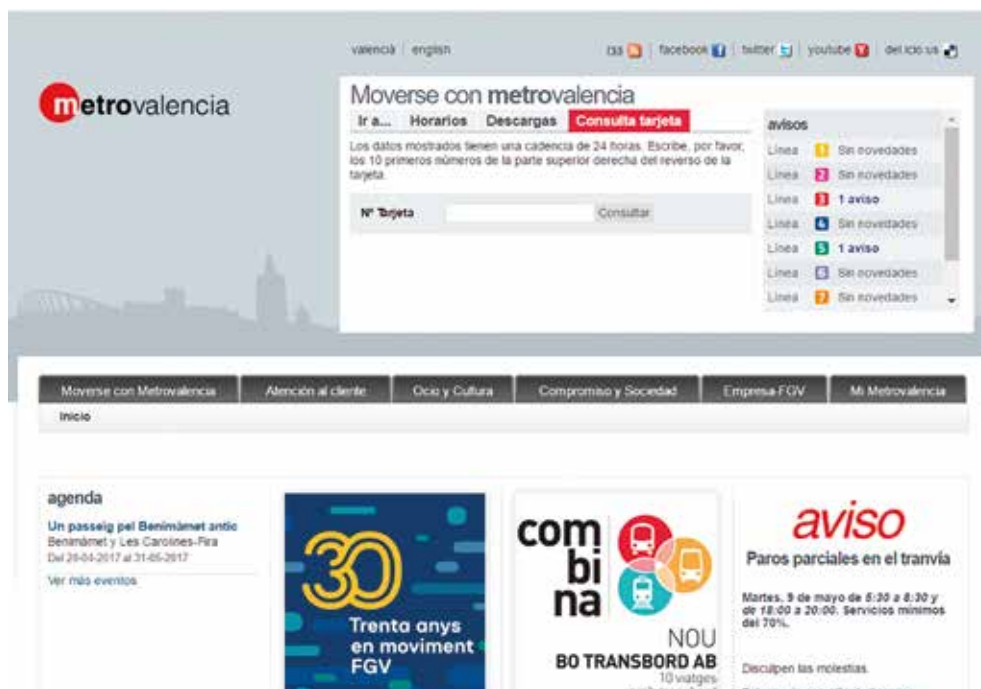 valencià | english
rss | facebook | twitter | youtube | del.icio.us
metrovalencia
Moverse con metrovalencia
Ir a... Horarios Descargas Consulta tarjeta
Los datos mostrados tienen una cadencia de 24 horas. Escribe, por favor,
los 10 primeros números de la parte superior derecha del reverso de la
tarjeta.
Nº Tarjeta Consultar
avisos
Línea 1 Sin novedades
Línea 2 Sin novedades
Línea 3 1 aviso
Línea 4 Sin novedades
Línea 5 1 aviso
Línea 6 Sin novedades
Línea 7 Sin novedades
Moverse con Metrovalencia Atención al cliente Ocio y Cultura Compromiso y Sociedad Empresa-FGV Mi Metrovalencia
Inicio
agenda
Un passeig pel Benimàmet antic
Benimàmet y Les Carolines-Fira
Del 28-04-2017 al 31-05-2017
Ver más eventos
30
Trenta anys
en moviment
FGV
com
bi
na
NOU
BO TRANSBORD AB
10 viatges
aviso
Paros parciales en el tranvía
Martes, 9 de mayo de 6:30 a 8:30 y
de 18:00 a 20:00. Servicios mínimos
del 70%.
Disculpen las molestias.